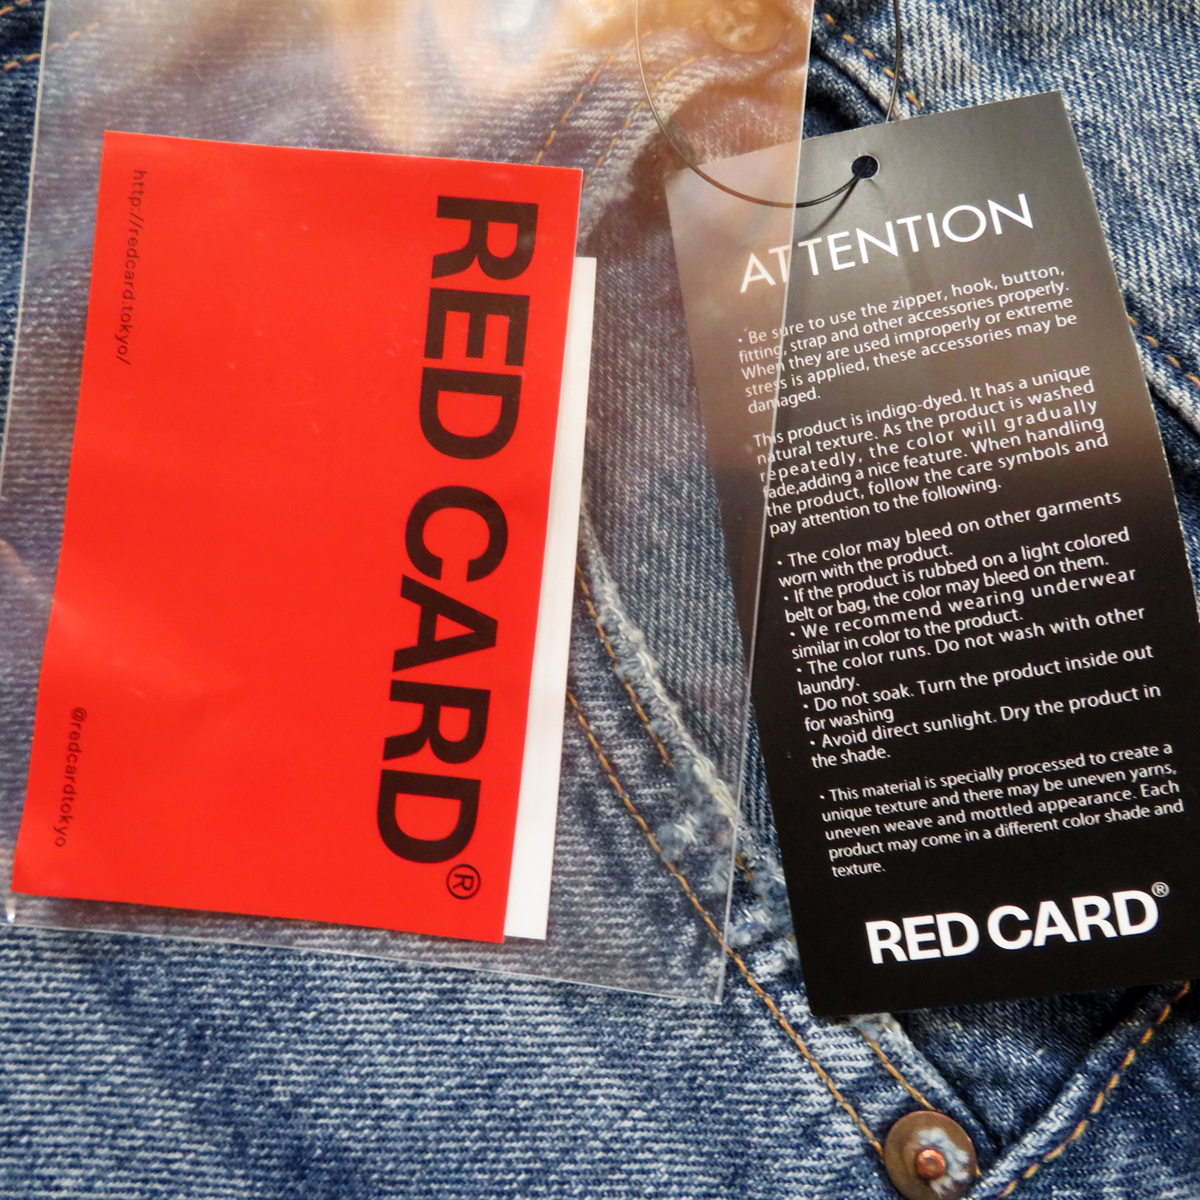 RED CARD®
http://redcard.tokyo/
@redcardtokyo
ATTENTION
・Be sure to use the zipper, hook, button,
fitting, strap and other accessories properly.
When they are used improperly or extreme
stress is applied, these accessories may be
damaged.
This product is indigo-dyed. It has a unique
natural texture. As the product is washed
repeatedly, the color will gradually
fade,adding a nice feature. When handling
the product, follow the care symbols and
pay attention to the following.
・The color may bleed on other garments
worn with the product.
・If the product is rubbed on a light colored
belt or bag, the color may bleed on them.
・We recommend wearing underwear
similar in color to the product.
・The color runs. Do not wash with other
laundry.
・Do not soak. Turn the product inside out
for washing
・Avoid direct sunlight. Dry the product in
the shade.
・This material is specially processed to create a
unique texture and there may be uneven yarns,
uneven weave and mottled appearance. Each
product may come in a different color shade and
texture.
RED CARD®